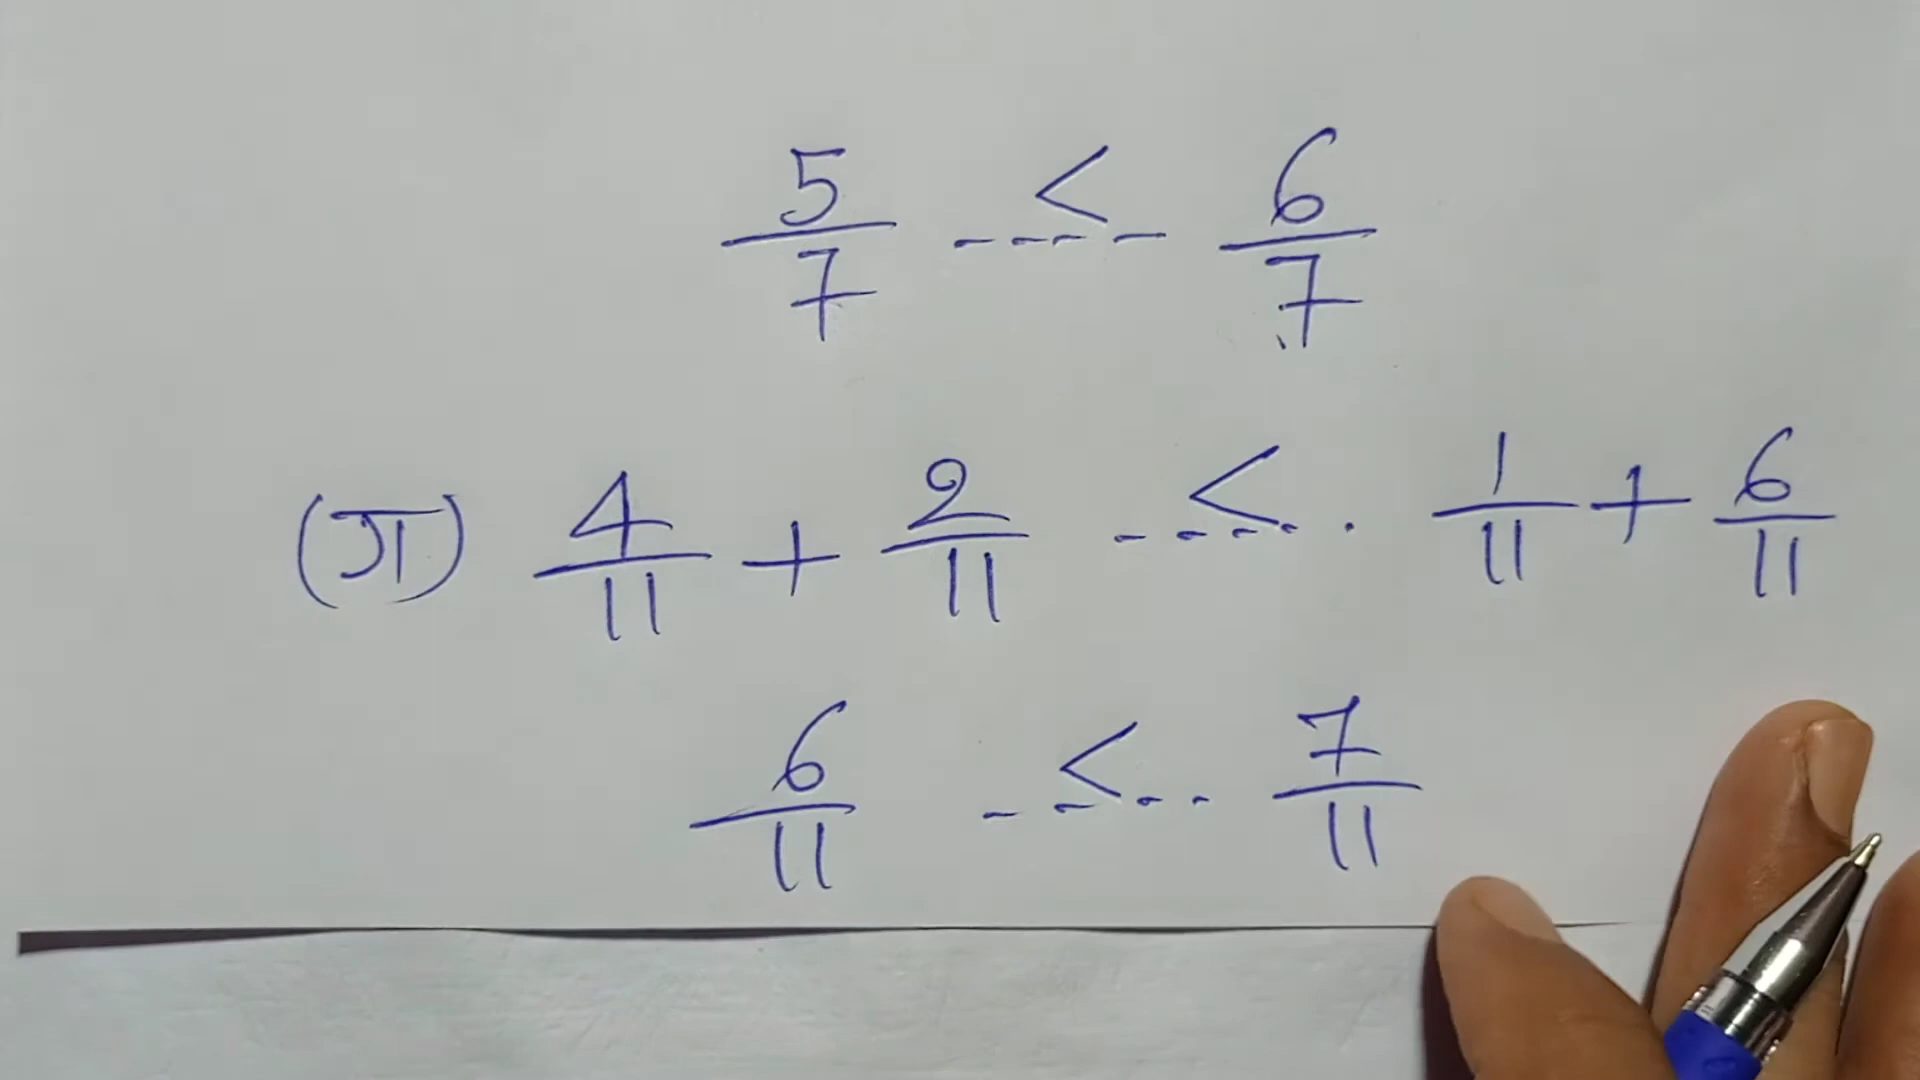 5/7 ----<---- 6/7
(ग) 4/11 + 2/11 ----<---- 1/11 + 6/11
6/11 ----<---- 7/11